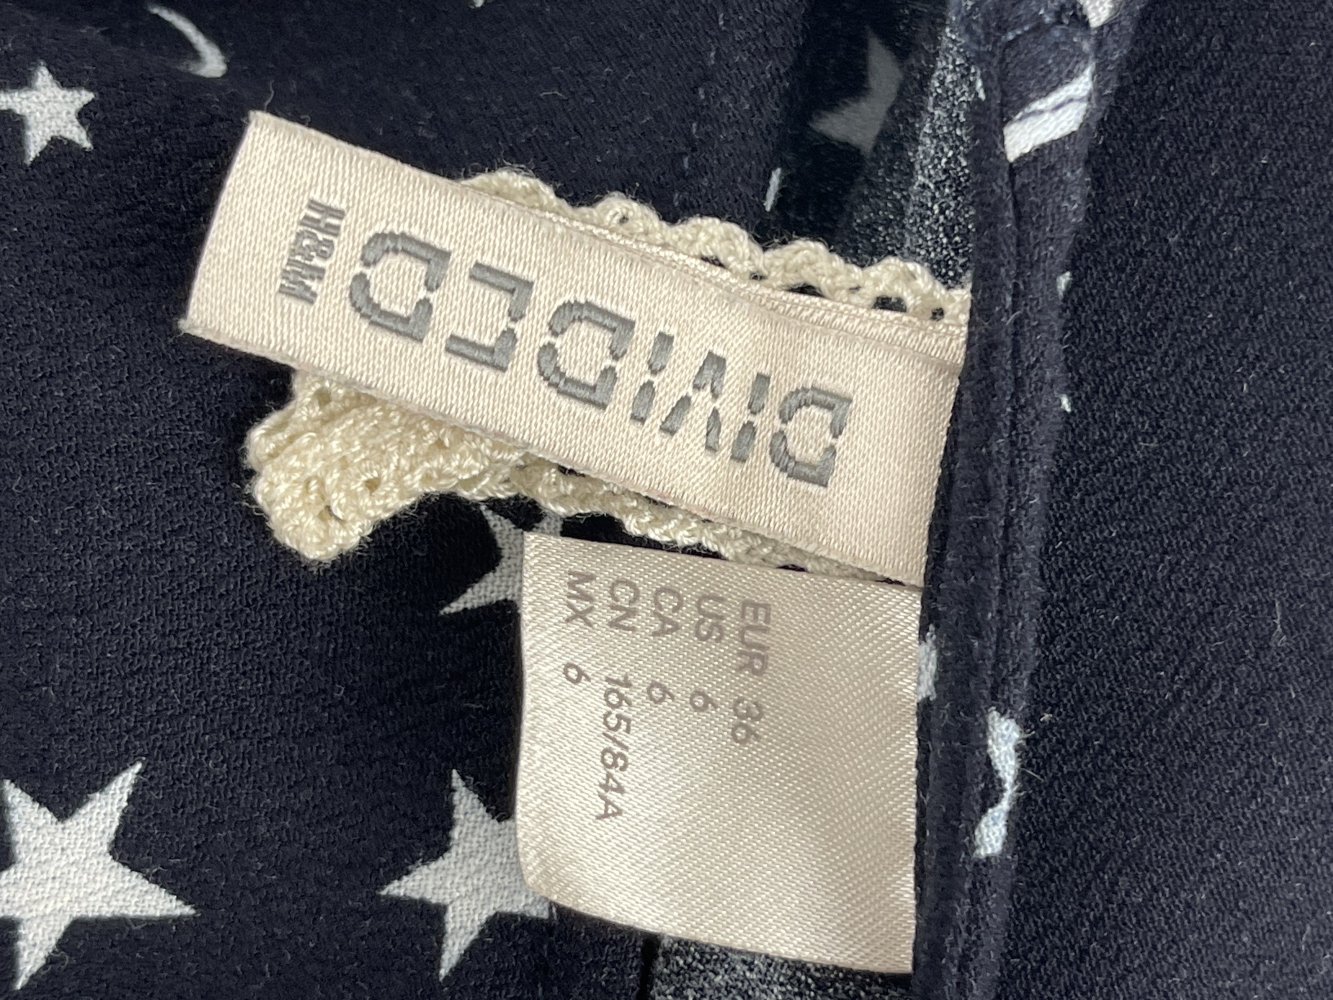 DIVIDED
H&M
EUR 36
US 6
CA 6
CN 165/84A
MX 6